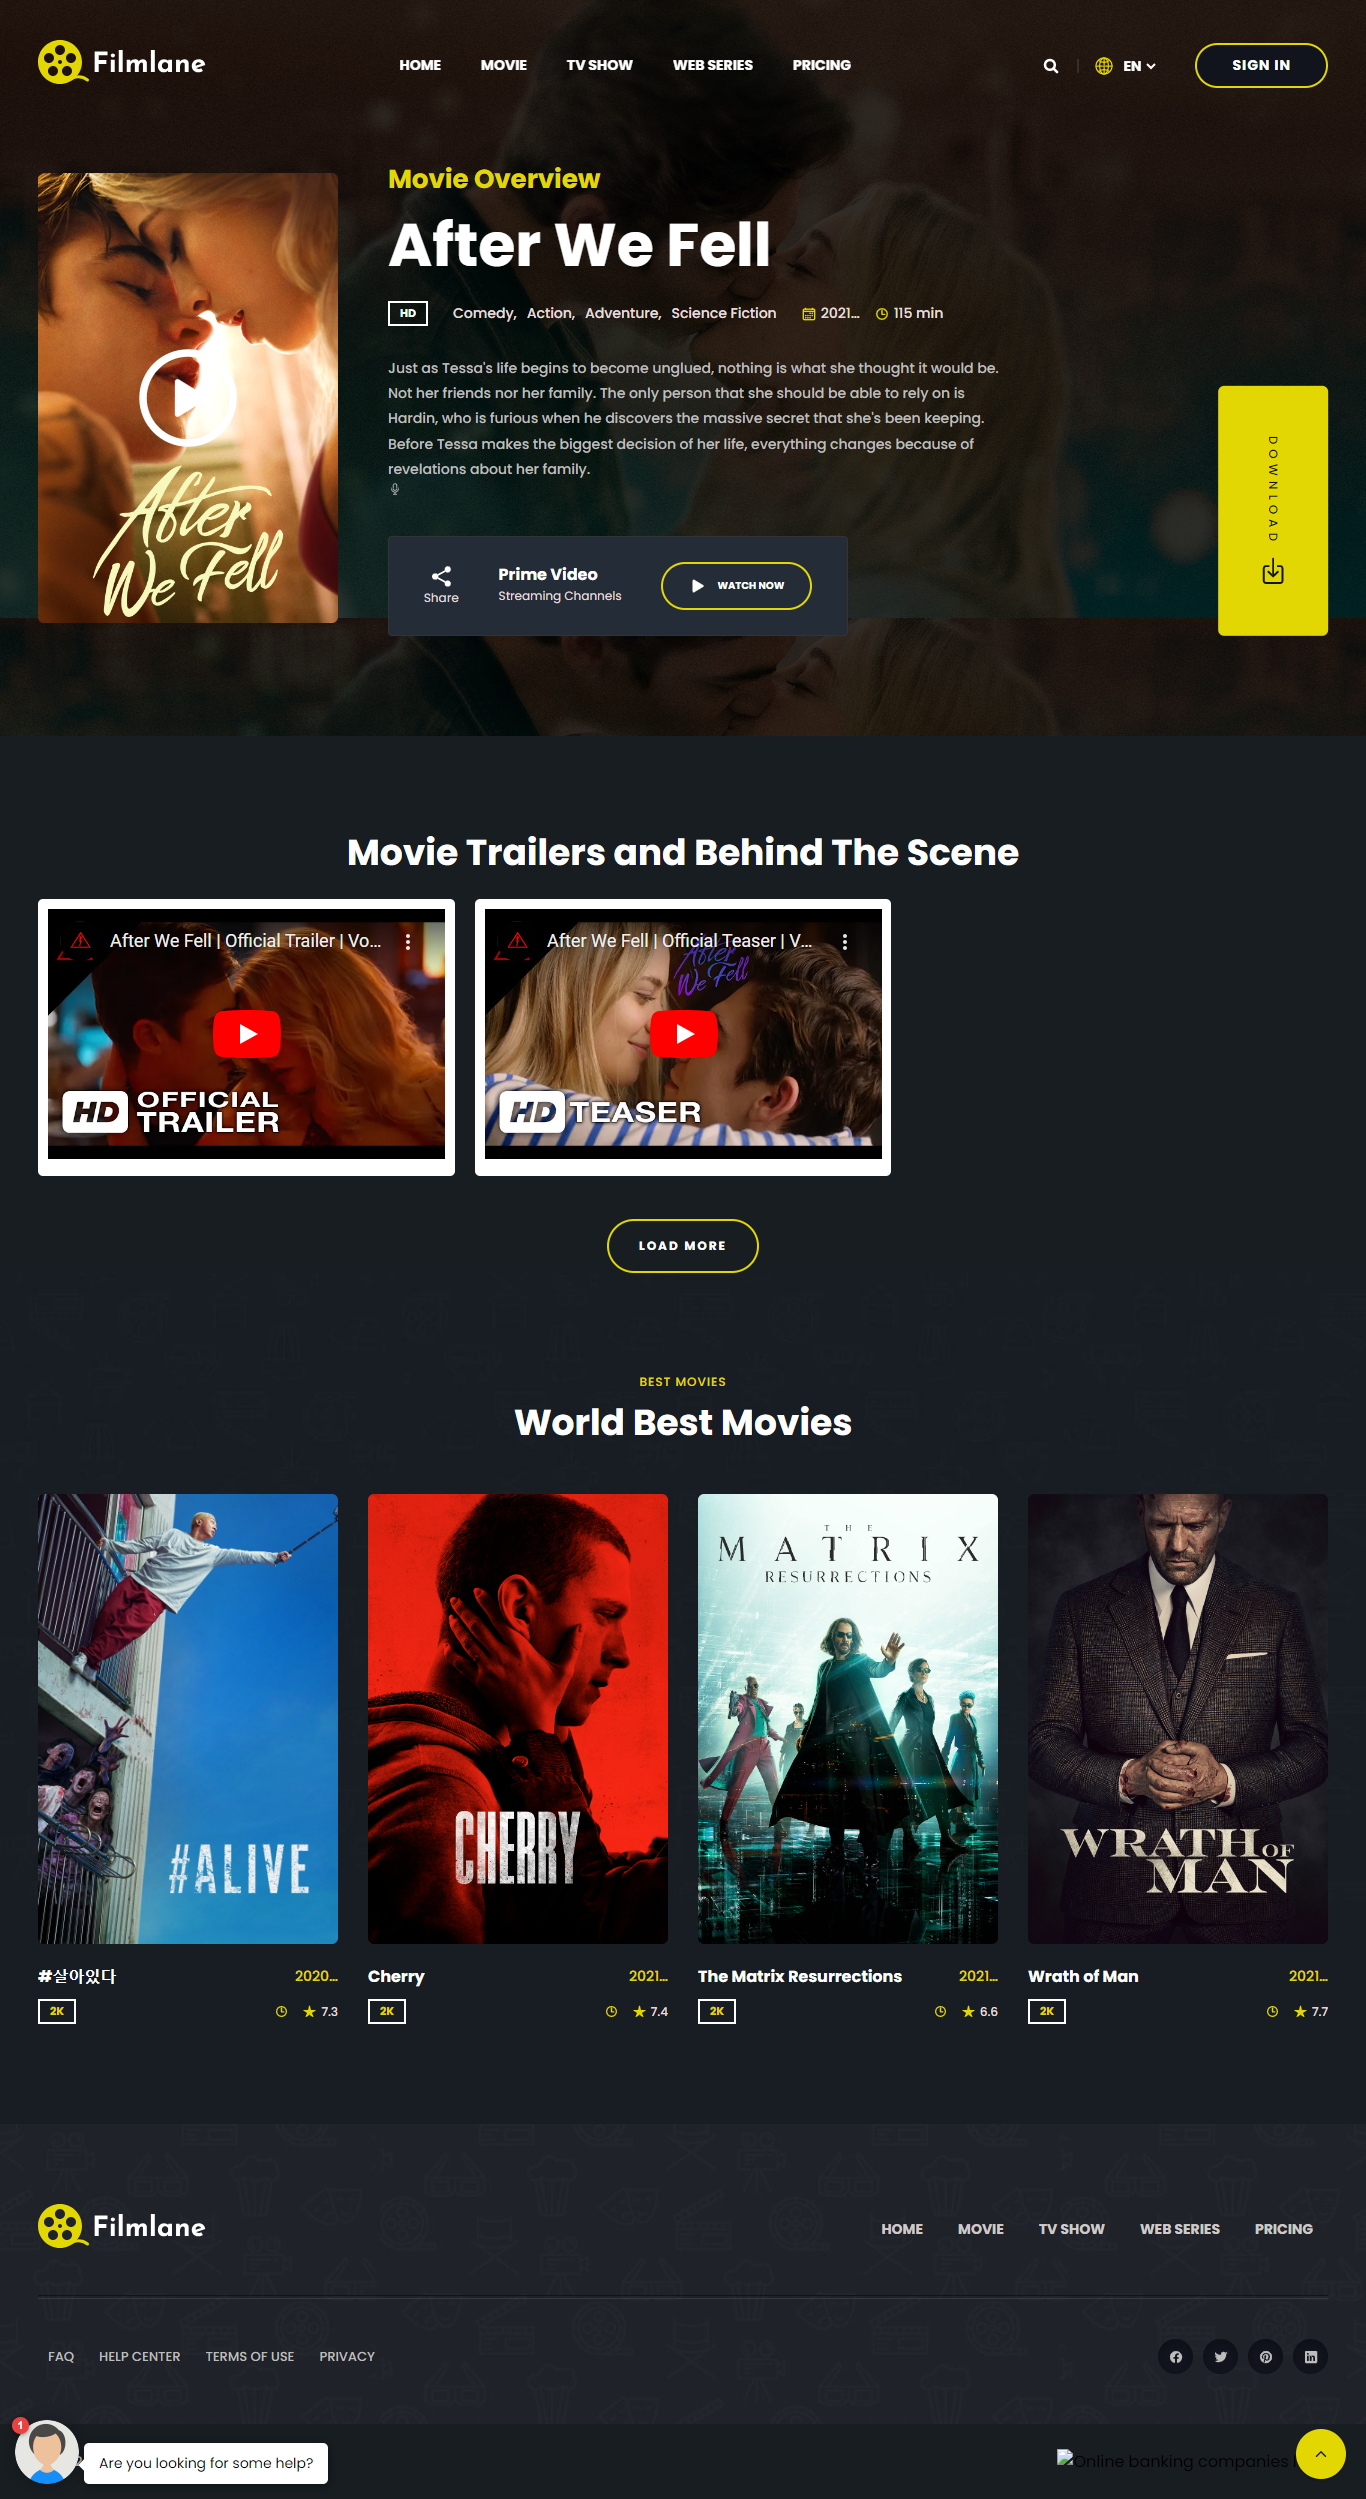 Filmlane
HOME MOVIE TV SHOW WEB SERIES PRICING
EN
SIGN IN
Movie Overview
After We Fell
HD Comedy, Action, Adventure, Science Fiction 2021... 115 min
Just as Tessa's life begins to become unglued, nothing is what she thought it would be.
Not her friends nor her family. The only person that she should be able to rely on is
Hardin, who is furious when he discovers the massive secret that she's been keeping.
Before Tessa makes the biggest decision of her life, everything changes because of
revelations about her family.
After
We Fell
Share
Prime Video
Streaming Channels
WATCH NOW
DOWNLOAD
Movie Trailers and Behind The Scene
After We Fell | Official Trailer | Vo...
HD OFFICIAL
TRAILER
After We Fell | Official Teaser | V...
After
We Fell
HD TEASER
LOAD MORE
BEST MOVIES
World Best Movies
#ALIVE
CHERRY
THE
MATRIX
RESURRECTIONS
WRATH OF
MAN
#살아있다 2020...
2K 7.3
Cherry 2021...
2K 7.4
The Matrix Resurrections 2021...
2K 6.6
Wrath of Man 2021...
2K 7.7
Filmlane
HOME MOVIE TV SHOW WEB SERIES PRICING
FAQ HELP CENTER TERMS OF USE PRIVACY
1
Are you looking for some help?
Online banking companies